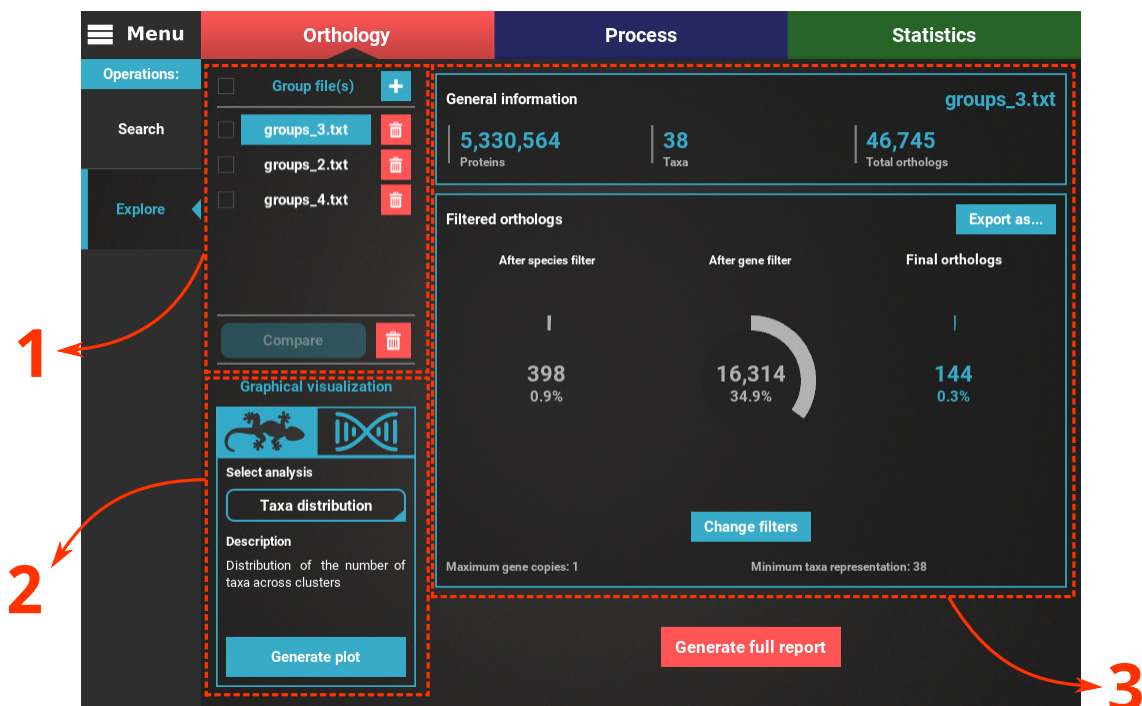 Menu
Orthology
Process
Statistics
Operations:
Search
Explore
Group file(s)
+
groups_3.txt
groups_2.txt
groups_4.txt
Compare
1
Graphical visualization
Select analysis
Taxa distribution
Description
Distribution of the number of
taxa across clusters
Generate plot
2
General information
groups_3.txt
5,330,564
Proteins
38
Taxa
46,745
Total orthologs
Filtered orthologs
Export as...
After species filter
After gene filter
Final orthologs
398
0.9%
16,314
34.9%
144
0.3%
Change filters
Maximum gene copies: 1
Minimum taxa representation: 38
Generate full report
3